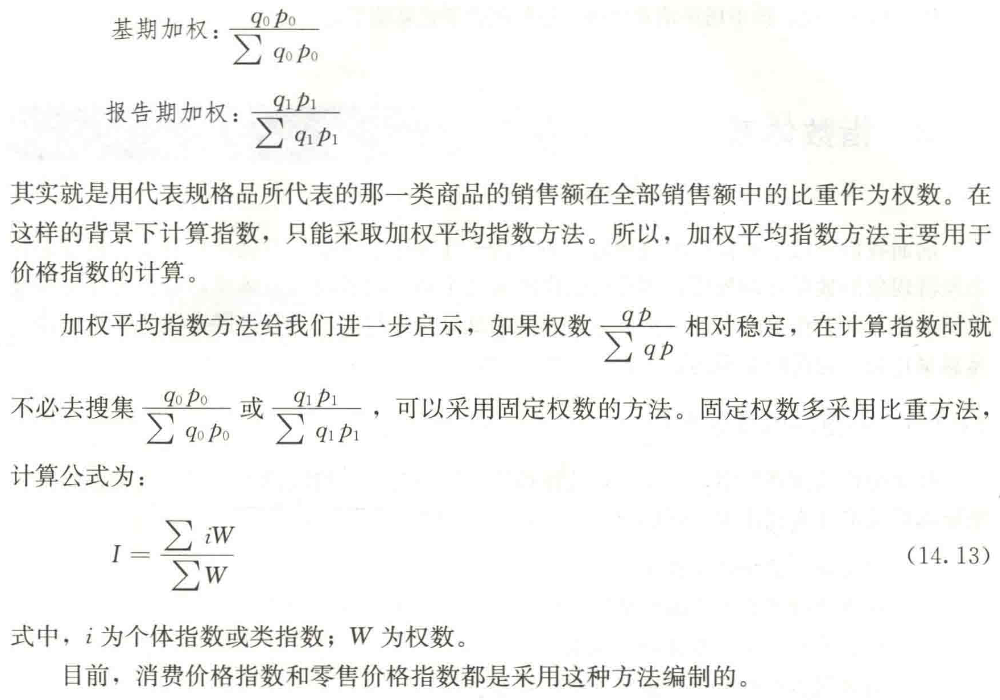 基期加权：$\frac{q_0 p_0}{\sum q_0 p_0}$
报告期加权：$\frac{q_1 p_1}{\sum q_1 p_1}$
其实就是用代表规格品所代表的那一类商品的销售额在全部销售额中的比重作为权数。在
这样的背景下计算指数，只能采取加权平均指数方法。所以，加权平均指数方法主要用于
价格指数的计算。
加权平均指数方法给我们进一步启示，如果权数 $\frac{qp}{\sum qp}$ 相对稳定，在计算指数时就
不必去搜集 $\frac{q_0 p_0}{\sum q_0 p_0}$ 或 $\frac{q_1 p_1}{\sum q_1 p_1}$，可以采用固定权数的方法。固定权数多采用比重方法，
计算公式为：
$I = \frac{\sum iW}{\sum W}$ (14.13)
式中，i 为个体指数或类指数；W 为权数。
目前，消费价格指数和零售价格指数都是采用这种方法编制的。